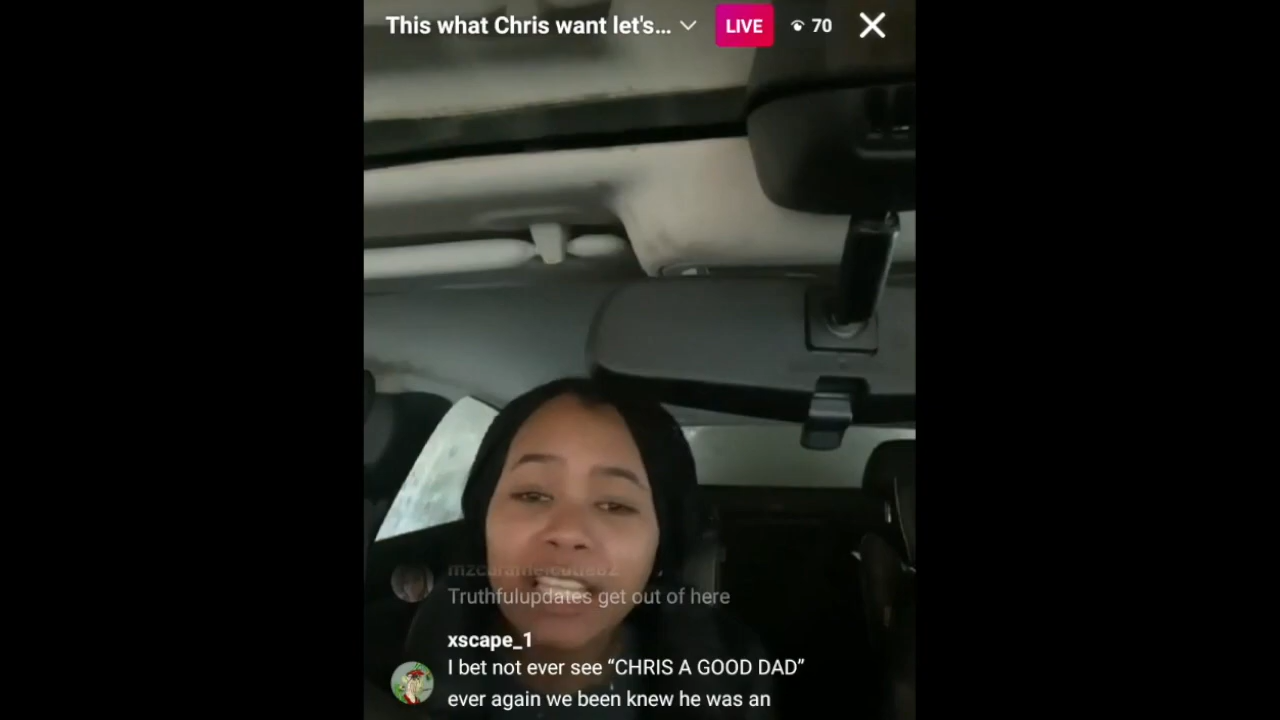 This what Chris want let's...
LIVE
70
Truthfulupdates get out of here
xscape_1
I bet not ever see “CHRIS A GOOD DAD”
ever again we been knew he was an